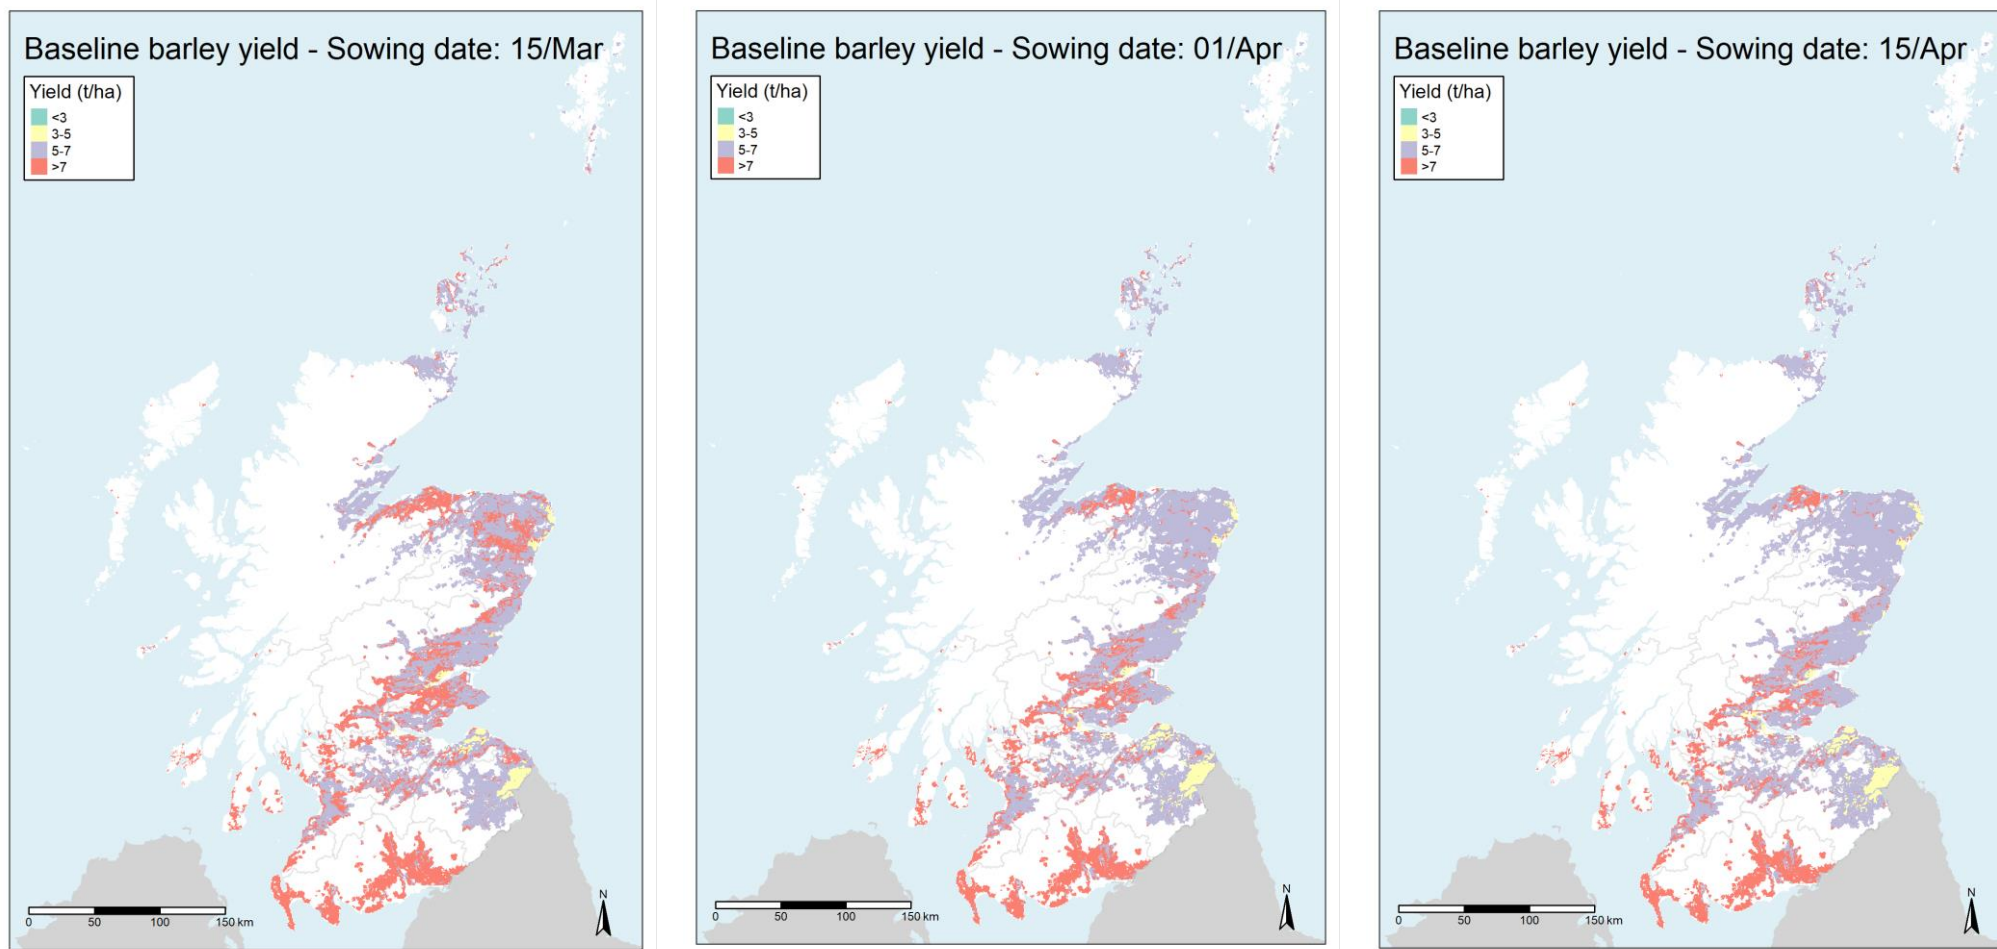 Baseline barley yield - Sowing date: 15/Mar
Yield (t/ha)
<3
3-5
5-7
>7
N
0 50 100 150 km
Baseline barley yield - Sowing date: 01/Apr
Yield (t/ha)
<3
3-5
5-7
>7
N
0 50 100 150 km
Baseline barley yield - Sowing date: 15/Apr
Yield (t/ha)
<3
3-5
5-7
>7
N
0 50 100 150 km